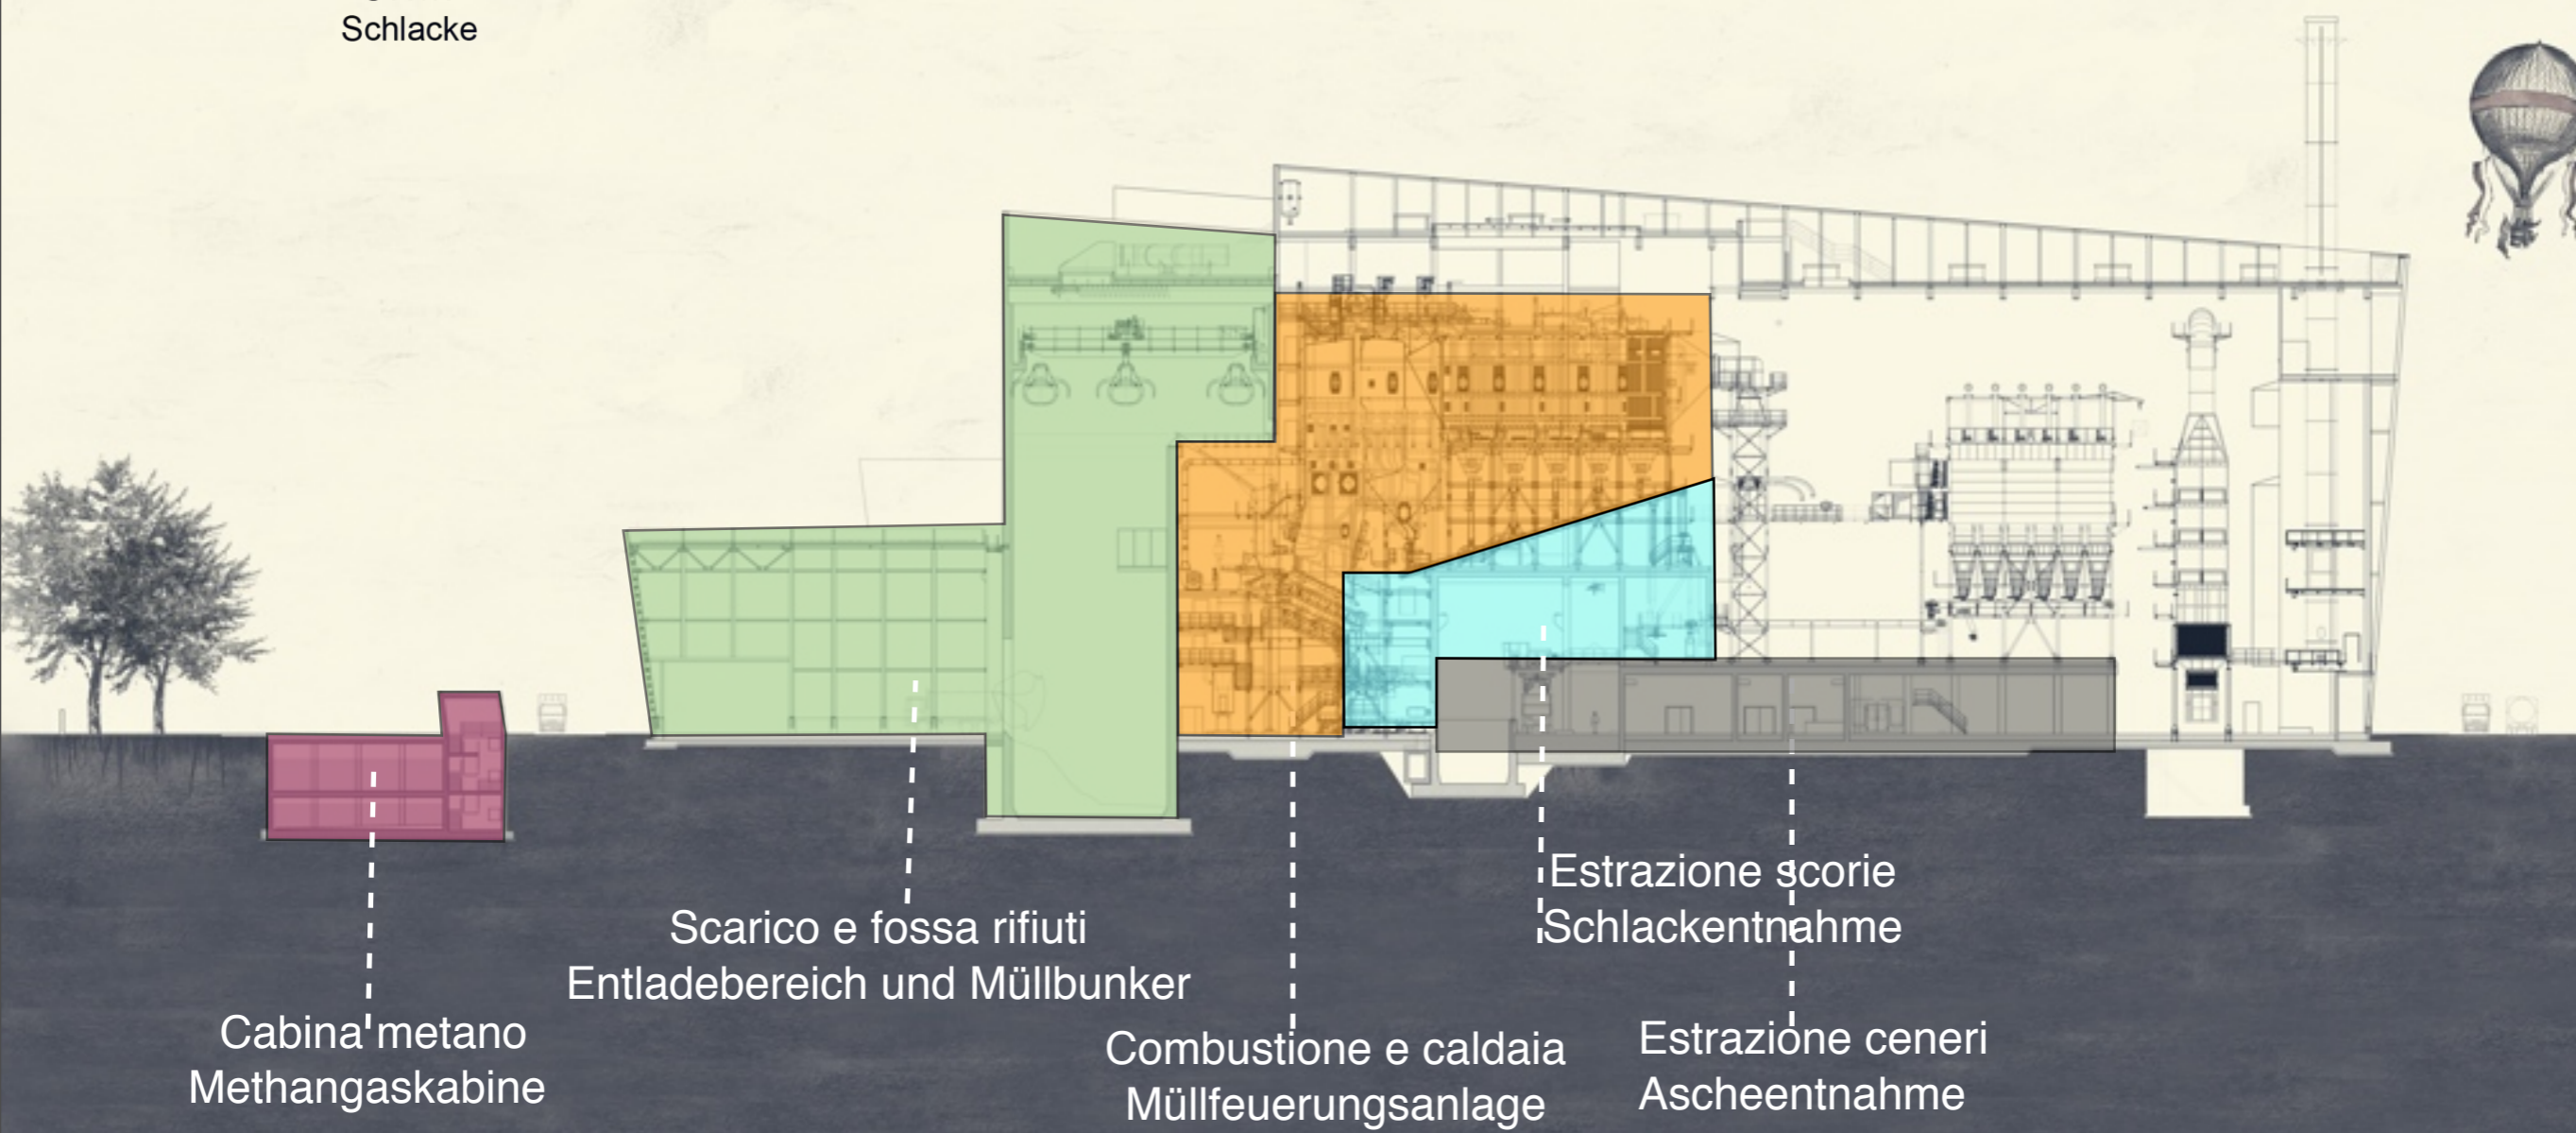 Schlacke
Scarico e fossa rifiuti
Entladebereich und Müllbunker
Cabina metano
Methangaskabine
Combustione e caldaia
Müllfeuerungsanlage
Estrazione scorie
Schlackentnahme
Estrazione ceneri
Ascheentnahme